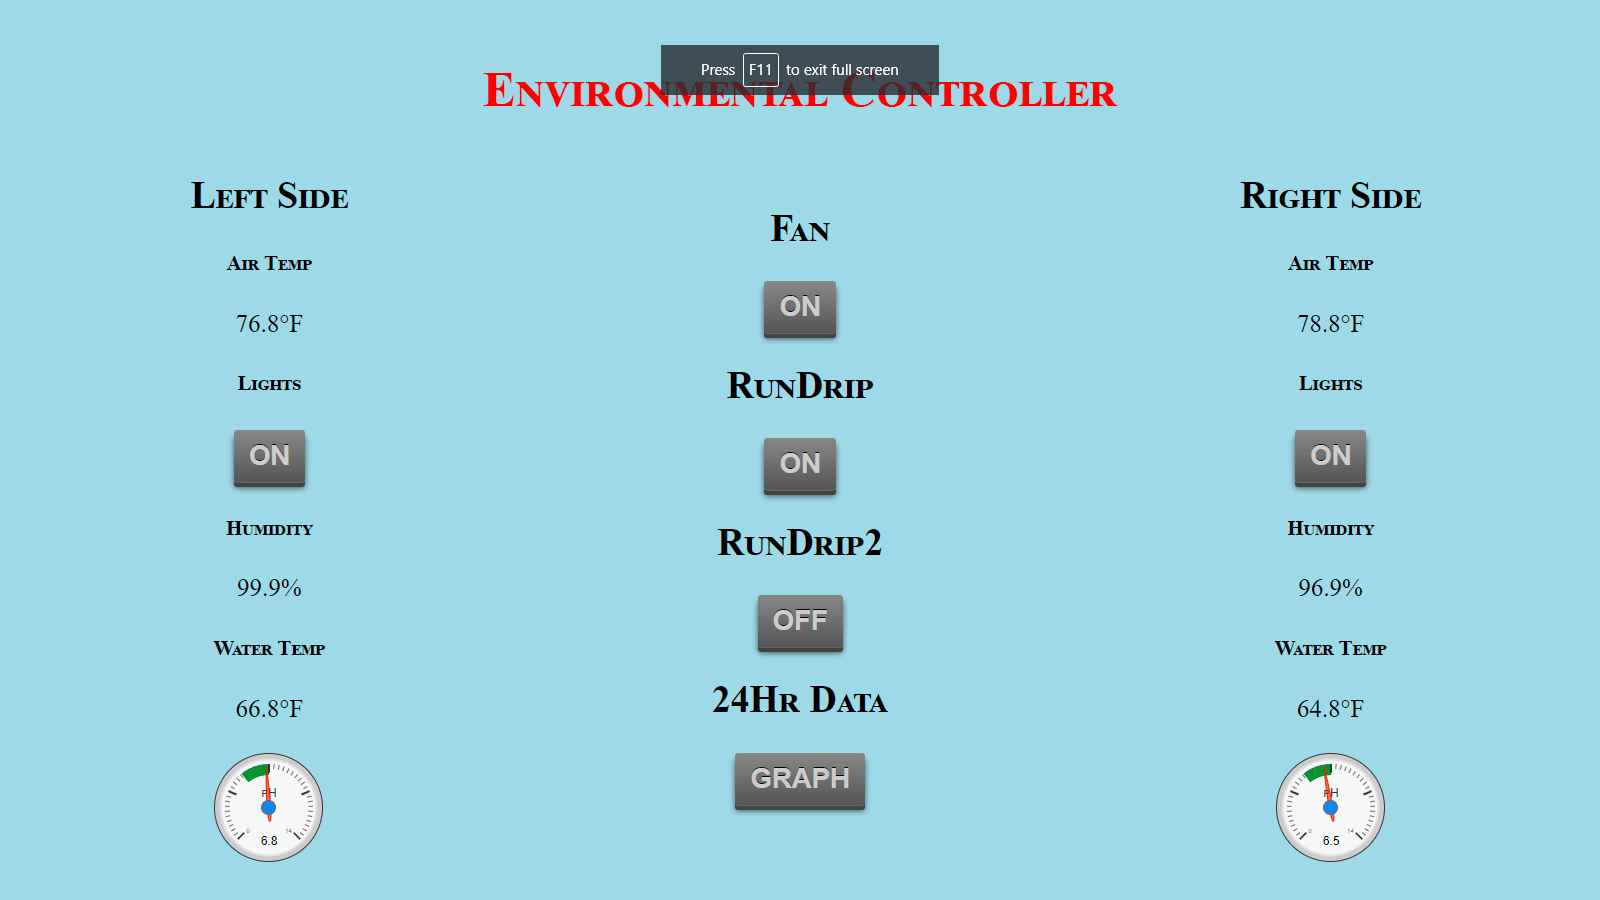 Press F11 to exit full screen
Environmental Controller
Left Side
Air Temp
76.8°F
Lights
ON
Humidity
99.9%
Water Temp
66.8°F
pH
0 14
6.8
Fan
ON
RunDrip
ON
RunDrip2
OFF
24Hr Data
GRAPH
Right Side
Air Temp
78.8°F
Lights
ON
Humidity
96.9%
Water Temp
64.8°F
pH
0 14
6.5